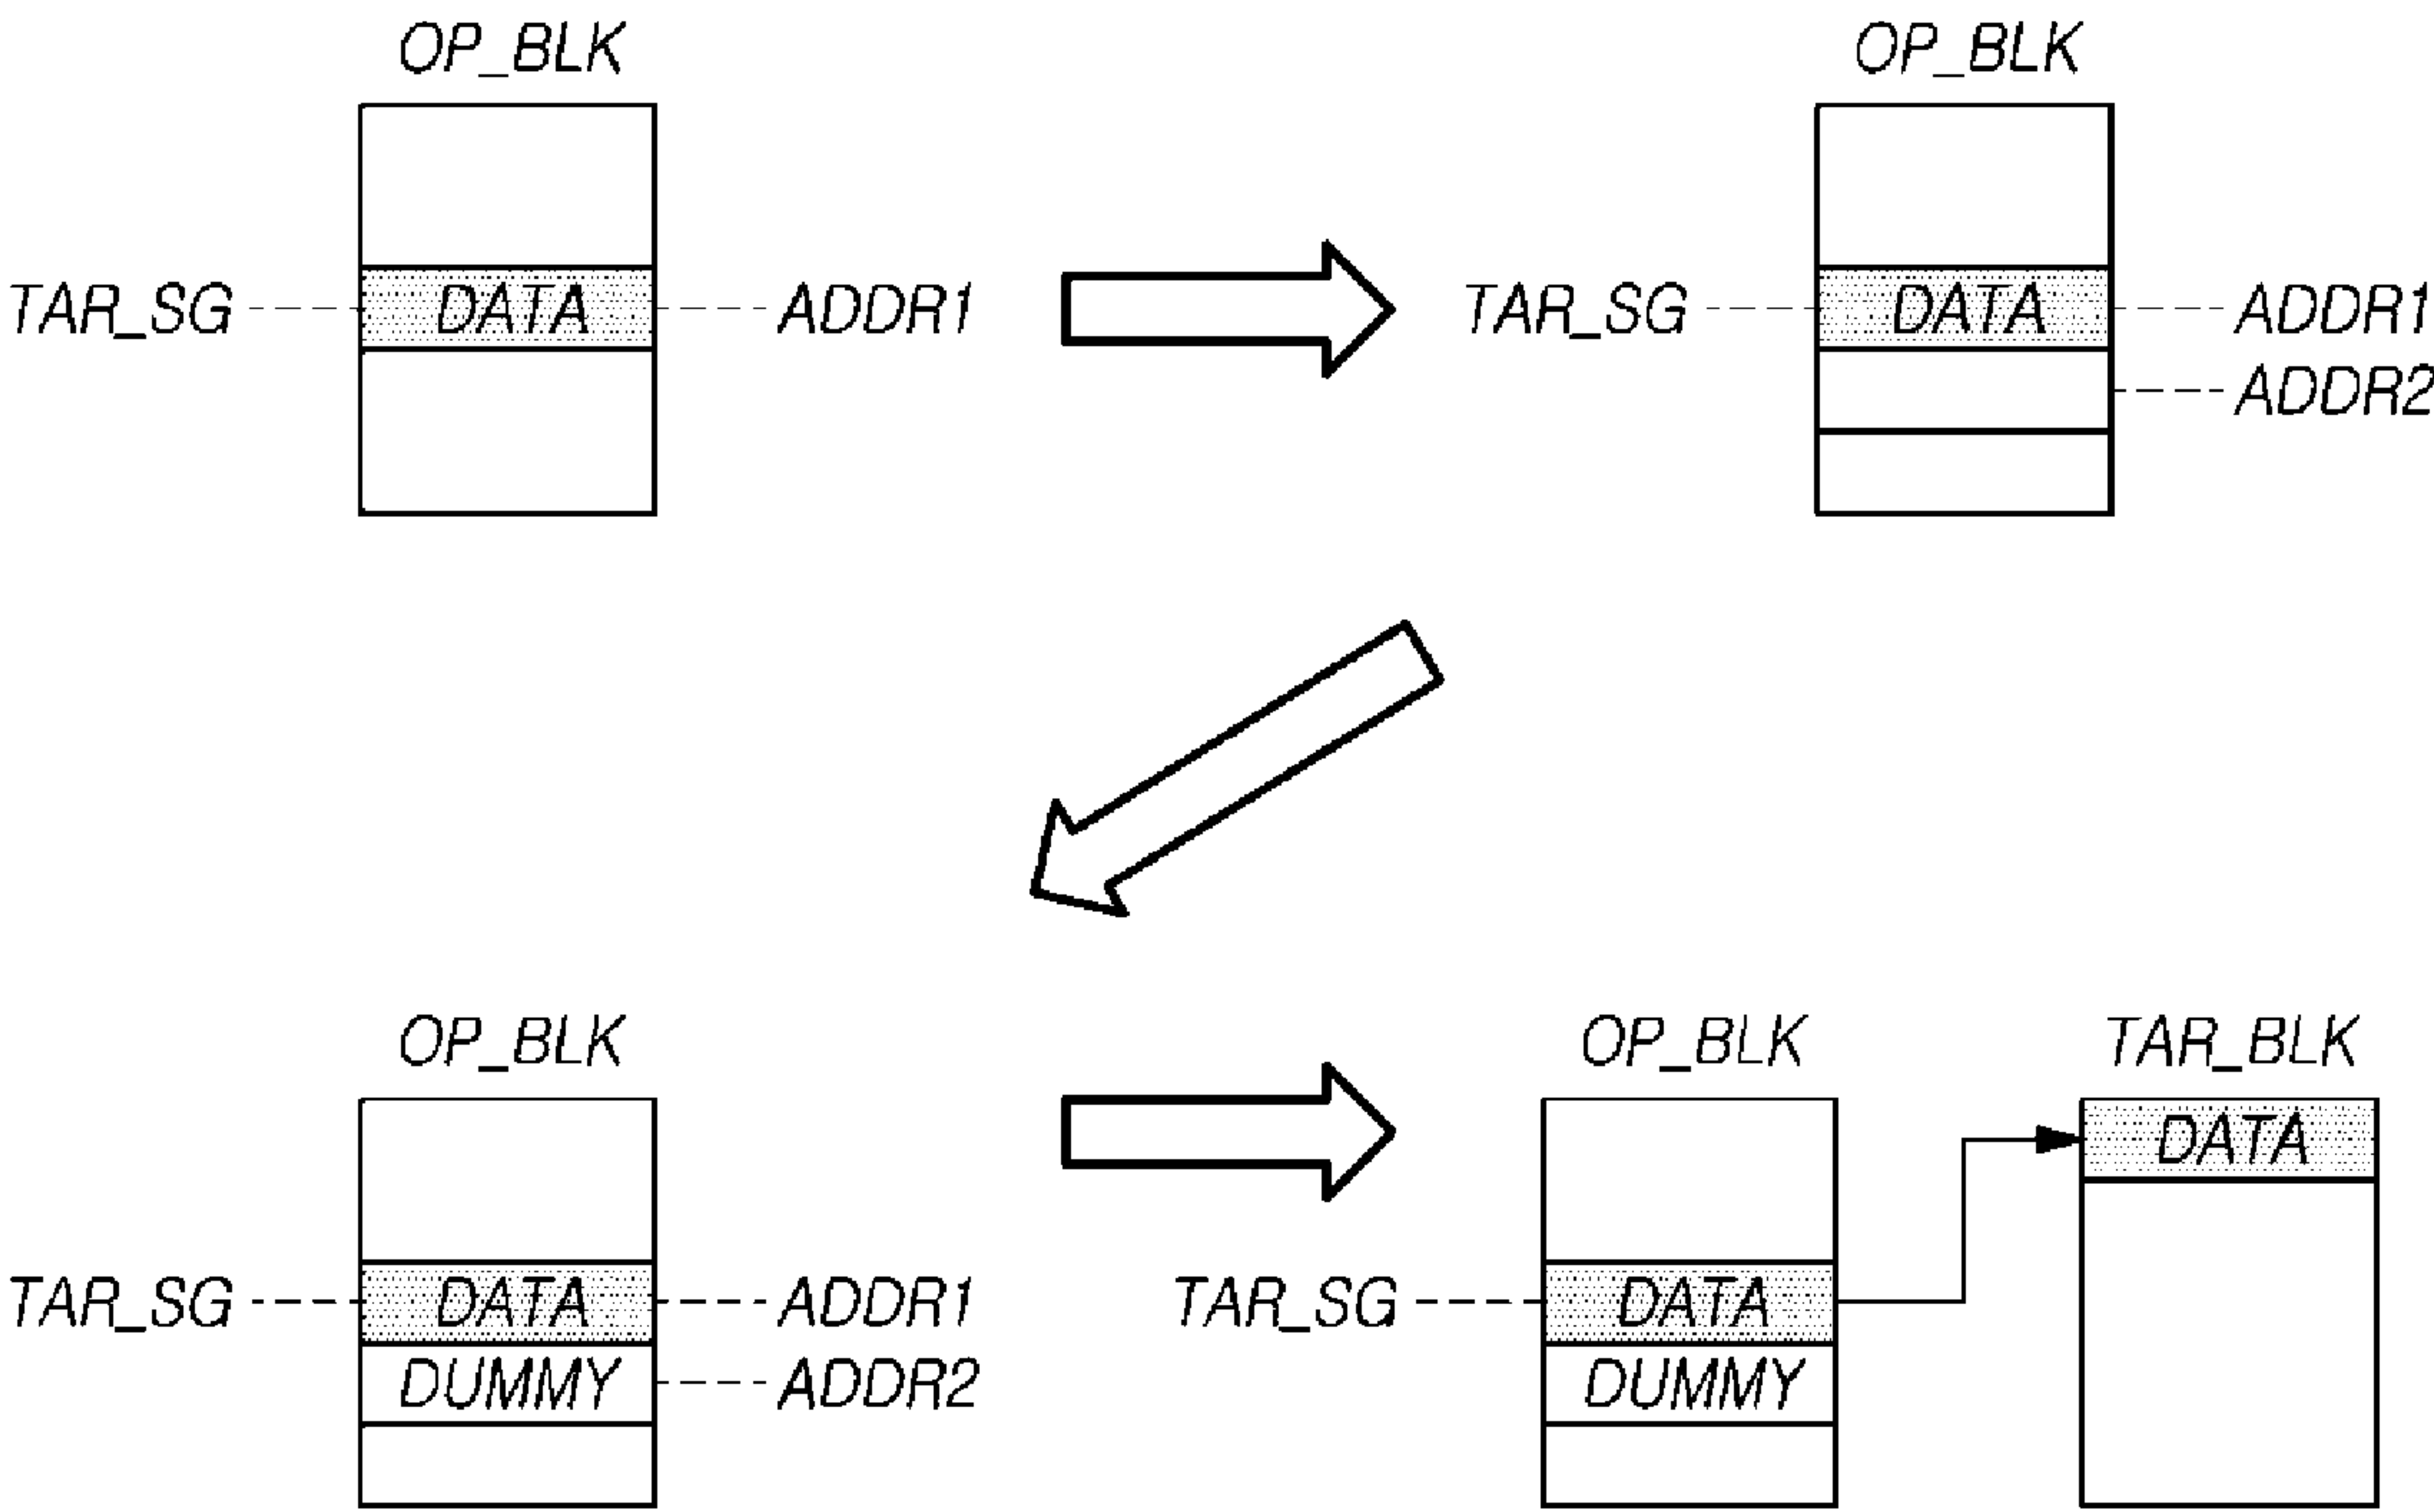 OP_BLK OP_BLK
TAR_SG DATA ADDR1 TAR_SG DATA ADDR1
ADDR2
OP_BLK OP_BLK TAR_BLK
DATA
TAR_SG DATA ADDR1 TAR_SG DATA
DUMMY ADDR2 DUMMY